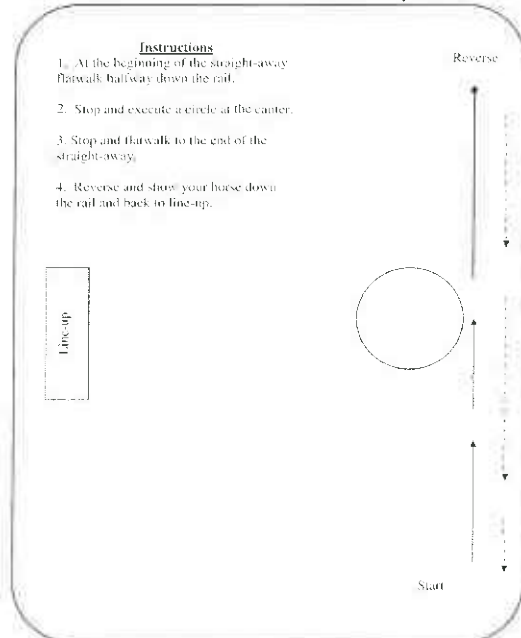 Instructions
1. At the beginning of the straight-away
flatwalk halfway down the rail.
2. Stop and execute a circle at the canter.
3. Stop and flatwalk to the end of the
straight-away.
4. Reverse and show your horse down
the rail and back to line-up.
Reverse
Line-up
Start